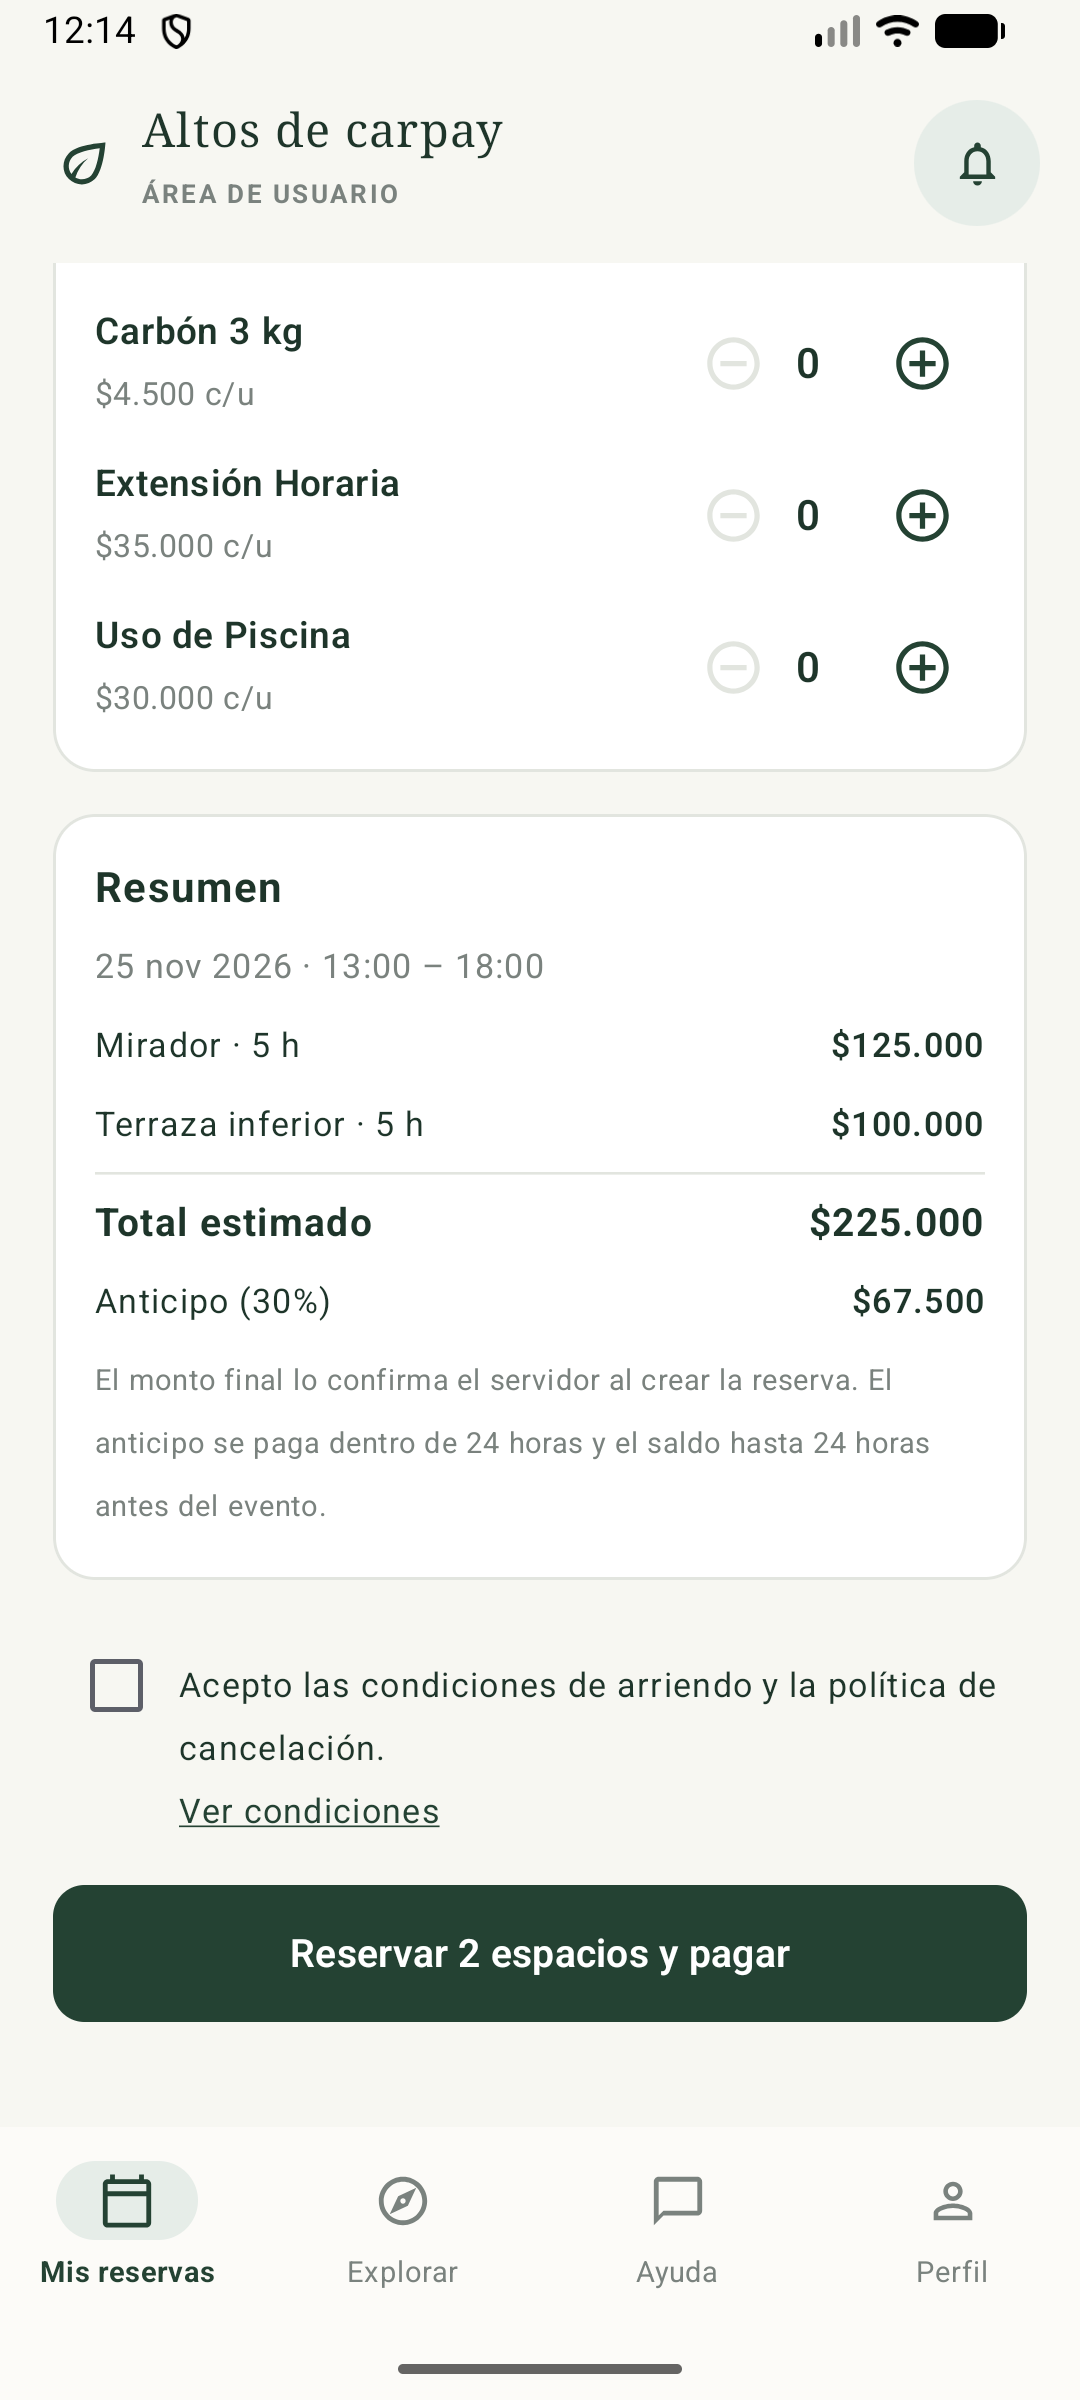 12:14
Altos de carpay
ÁREA DE USUARIO
Carbón 3 kg
$4.500 c/u
0
Extensión Horaria
$35.000 c/u
0
Uso de Piscina
$30.000 c/u
0
Resumen
25 nov 2026 · 13:00 – 18:00
Mirador · 5 h $125.000
Terraza inferior · 5 h $100.000
Total estimado $225.000
Anticipo (30%) $67.500
El monto final lo confirma el servidor al crear la reserva. El
anticipo se paga dentro de 24 horas y el saldo hasta 24 horas
antes del evento.
Acepto las condiciones de arriendo y la política de
cancelación.
Ver condiciones
Reservar 2 espacios y pagar
Mis reservas Explorar Ayuda Perfil